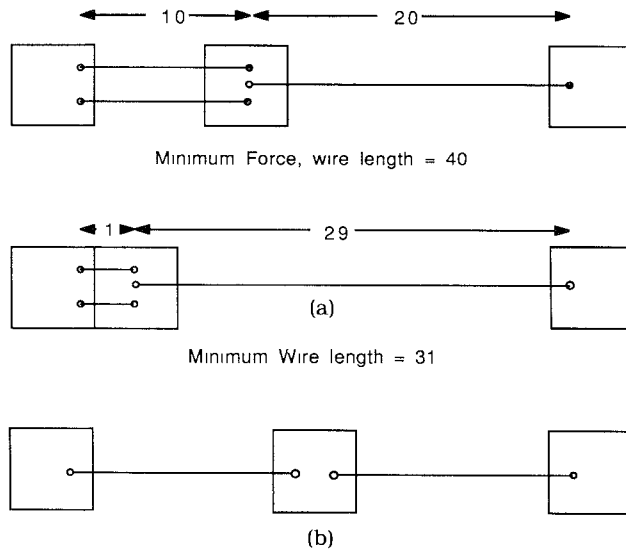 10 20
Minimum Force, wire length = 40
1 29
(a)
Minimum Wire length = 31
(b)